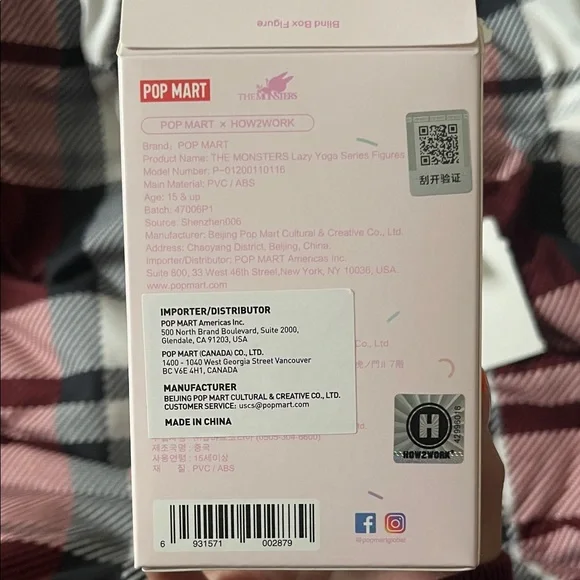 Blind Box Figure
POP MART THE MONSTERS
POP MART × HOW2WORK
Brand: POP MART
Product Name: THE MONSTERS Lazy Yoga Series Figures
Model Number: P-01200110116
Main Material: PVC / ABS
Age: 15 & up
Batch: 47006P1
Source: Shenzhen006
Manufacturer: Beijing Pop Mart Cultural & Creative Co., Ltd.
Address: Chaoyang District, Beijing, China.
Importer/Distributor: POP MART Americas Inc.
Suite 600, 33 West 46th Street,New York, NY 10036, USA.
www.popmart.com
刮开验证
IMPORTER/DISTRIBUTOR
POP MART Americas Inc.
500 North Brand Boulevard, Suite 2000,
Glendale, CA 91203, USA
POP MART (CANADA) CO., LTD.
1400 - 1040 West Georgia Street Vancouver
BC V6E 4H1, CANADA
MANUFACTURER
BEIJING POP MART CULTURAL & CREATIVE CO., LTD.
CUSTOMER SERVICE: uscs@popmart.com
MADE IN CHINA
虎ノ門 7階
H
HOW2WORK
42996016
제조국명 : 중국
사용연령 : 15세이상
재 질 : PVC / ABS
6 931571 002879
@popmartglobal